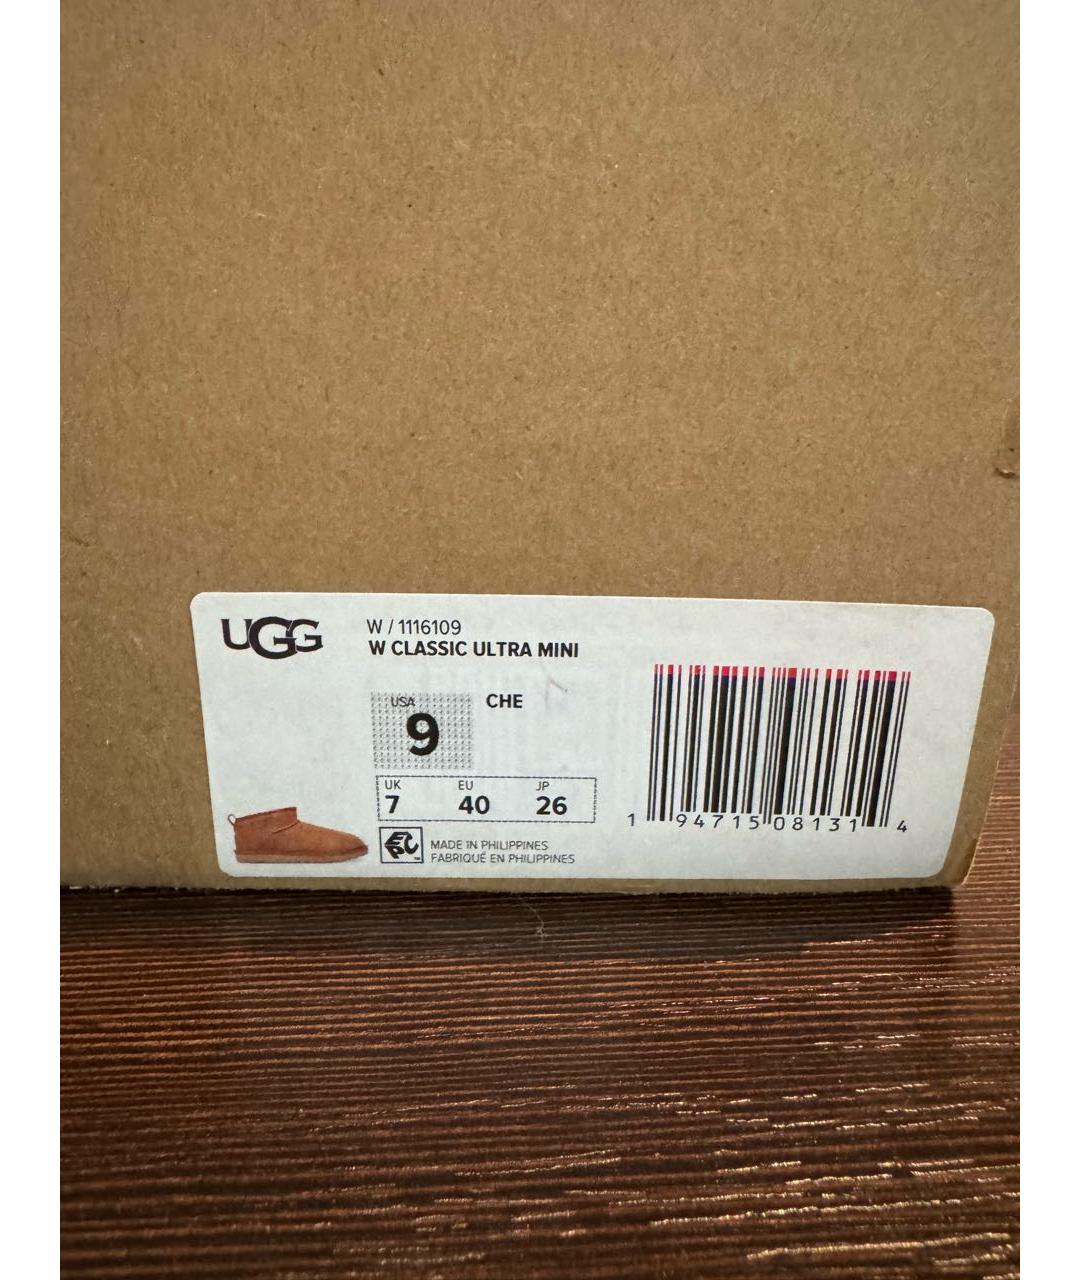 UGG
W / 1116109
W CLASSIC ULTRA MINI
USA
9
CHE
UK EU JP
7 40 26
MADE IN PHILIPPINES
FABRIQUÉ EN PHILIPPINES
1 94715 08131 4